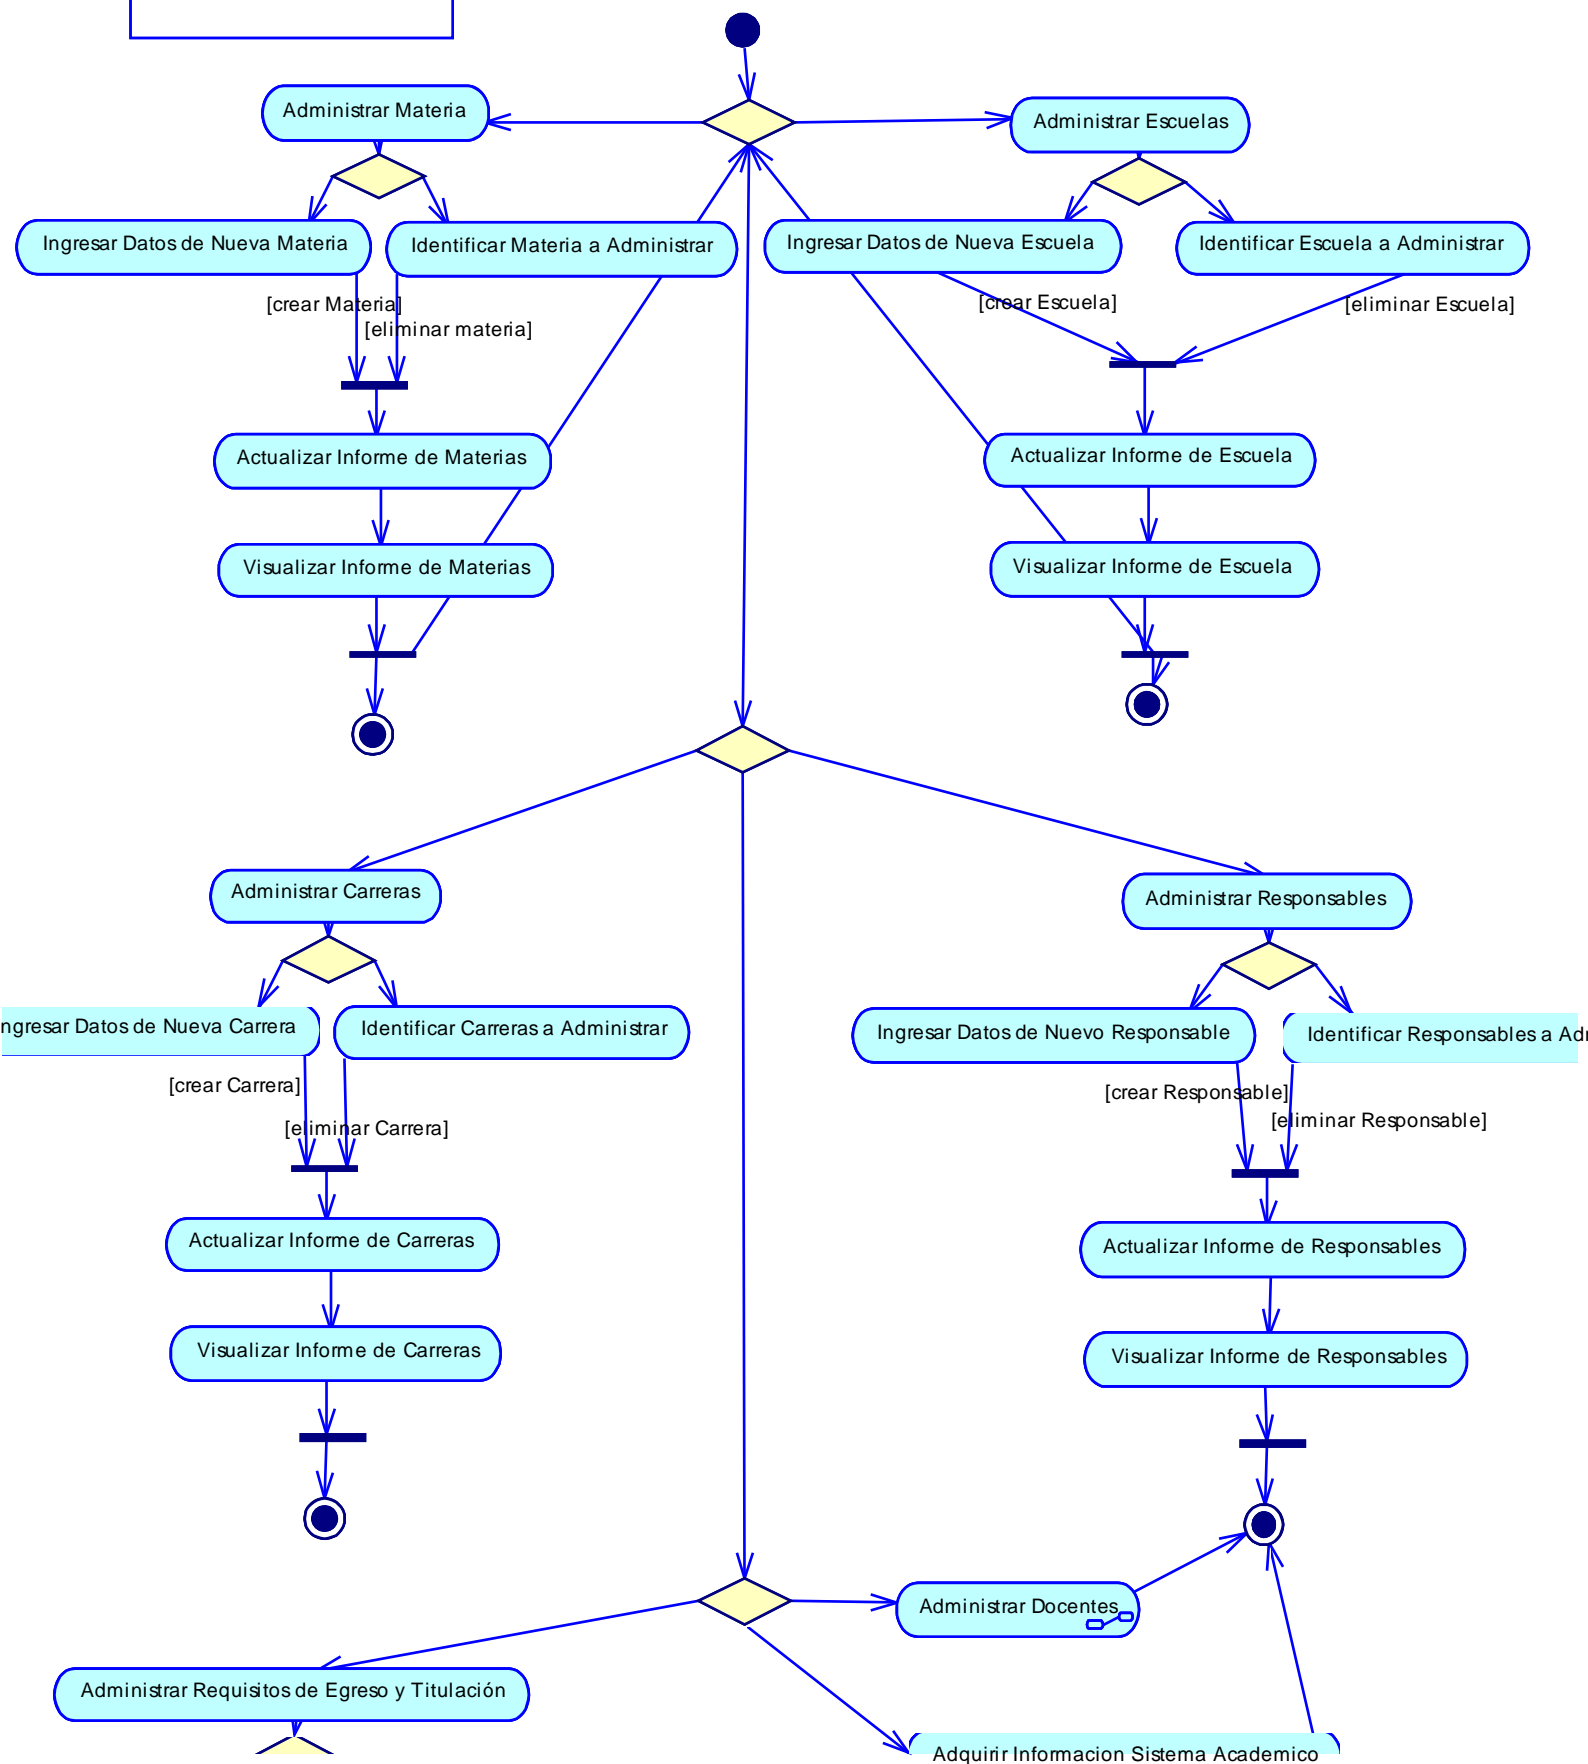 Administrar Materia
Administrar Escuelas
Ingresar Datos de Nueva Materia
Identificar Materia a Administrar
Ingresar Datos de Nueva Escuela
Identificar Escuela a Administrar
[crear Materia]
[eliminar materia]
[crear Escuela]
[eliminar Escuela]
Actualizar Informe de Materias
Actualizar Informe de Escuela
Visualizar Informe de Materias
Visualizar Informe de Escuela
Administrar Carreras
Administrar Responsables
ngresar Datos de Nueva Carrera
Identificar Carreras a Administrar
Ingresar Datos de Nuevo Responsable
Identificar Responsables a Adm
[crear Carrera]
[eliminar Carrera]
[crear Responsable]
[eliminar Responsable]
Actualizar Informe de Carreras
Actualizar Informe de Responsables
Visualizar Informe de Carreras
Visualizar Informe de Responsables
Administrar Docentes
Administrar Requisitos de Egreso y Titulación
Adquirir Informacion Sistema Academico